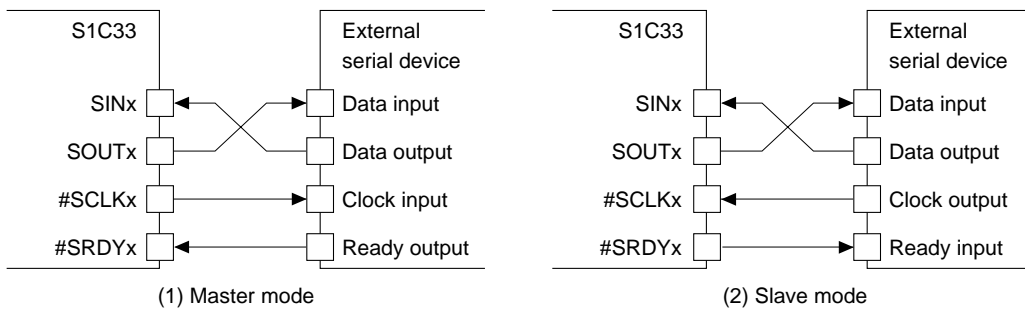 S1C33
External
serial device
SINx
Data input
SOUTx
Data output
#SCLKx
Clock input
#SRDYx
Ready output
(1) Master mode
S1C33
External
serial device
SINx
Data input
SOUTx
Data output
#SCLKx
Clock output
#SRDYx
Ready input
(2) Slave mode